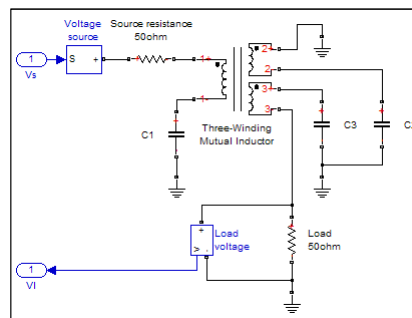 Voltage source
Source resistance 50ohm
1
Vs
S
+
1+
1-
2+
2
3+
3
C1
Three-Winding Mutual Inductor
C3
Load voltage
+
-
V
Load 50ohm
1
Vl